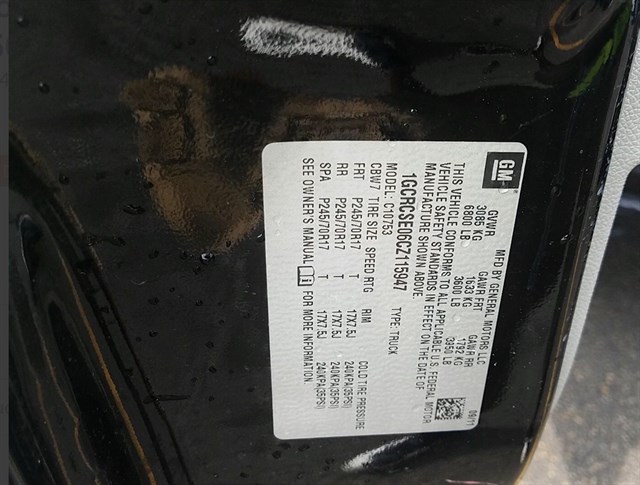 GM
MFD BY GENERAL MOTORS LLC
08/11
GVWR GAWR FRT GAWR RR
3085 KG 1633 KG 1792 KG
6800 LB 3600 LB 3950 LB
THIS VEHICLE CONFORMS TO ALL APPLICABLE U.S. FEDERAL MOTOR
VEHICLE SAFETY STANDARDS IN EFFECT ON THE DATE OF
MANUFACTURE SHOWN ABOVE.
1GCRCSE06CZ115947 TYPE: TRUCK
MODEL: C10753
CBW7 TIRE SIZE SPEED RTG RIM COLD TIRE PRESSURE
FRT P245/70R17 T 17X7.5J 240KPA(35PSI)
RR P245/70R17 T 17X7.5J 240KPA(35PSI)
SPA P245/70R17 T 17X7.5J 240KPA(35PSI)
SEE OWNER'S MANUAL FOR MORE INFORMATION.